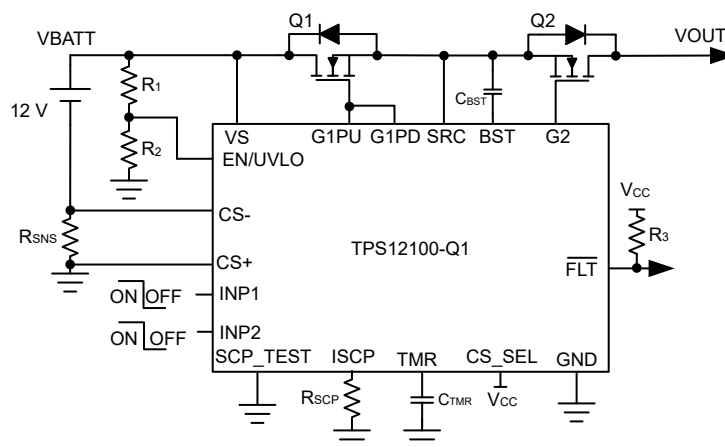 Q1
Q2
VBATT
VOUT
R1
CBST
12 V
VS
G1PU
G1PD
SRC
BST
G2
R2
EN/UVLO
VCC
CS-
RSNS
TPS12100-Q1
R3
CS+
FLT
ON OFF
INP1
ON OFF
INP2
SCP_TEST
ISCP
TMR
CS_SEL
GND
RSCP
CTMR
VCC